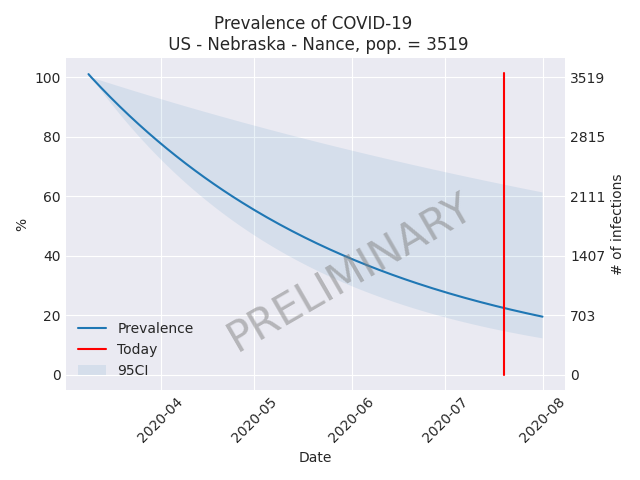 Prevalence of COVID-19
US - Nebraska - Nance, pop. = 3519
100
80
60
40
20
0
%
3519
2815
2111
1407
703
0
# of infections
PRELIMINARY
Prevalence
Today
95CI
2020-04
2020-05
2020-06
2020-07
2020-08
Date